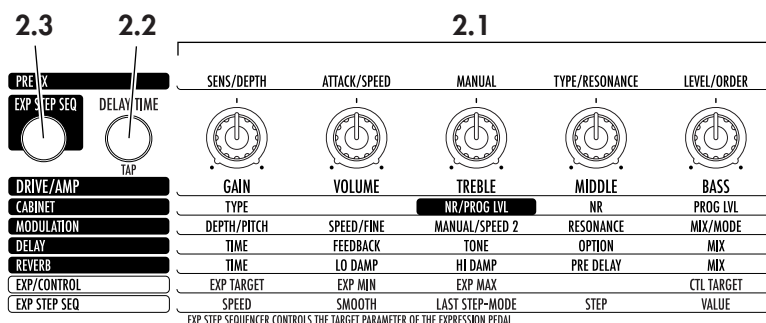 2.3 2.2 2.1
PRE FX SENS/DEPTH ATTACK/SPEED MANUAL TYPE/RESONANCE LEVEL/ORDER
EXP STEP SEQ DELAY TIME
TAP
DRIVE/AMP GAIN VOLUME TREBLE MIDDLE BASS
CABINET TYPE NR/PROG LVL NR PROG LVL
MODULATION DEPTH/PITCH SPEED/FINE MANUAL/SPEED 2 RESONANCE MIX/MODE
DELAY TIME FEEDBACK TONE OPTION MIX
REVERB TIME LO DAMP HI DAMP PRE DELAY MIX
EXP/CONTROL EXP TARGET EXP MIN EXP MAX CTL TARGET
EXP STEP SEQ SPEED SMOOTH LAST STEP-MODE STEP VALUE
EXP STEP SEQUENCER CONTROLS THE TARGET PARAMETER OF THE EXPRESSION PEDAL